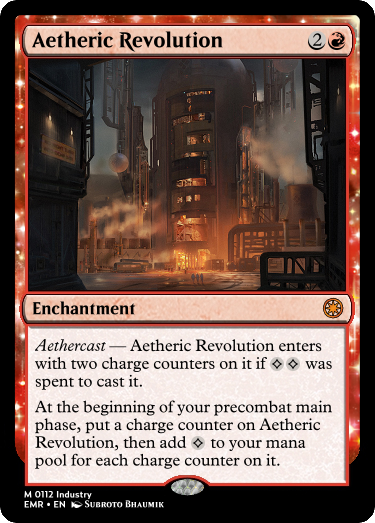 Aetheric Revolution 2
Enchantment
Aethercast — Aetheric Revolution enters
with two charge counters on it if was
spent to cast it.
At the beginning of your precombat main
phase, put a charge counter on Aetheric
Revolution, then add to your mana
pool for each charge counter on it.
M 0112 Industry
EMR • EN Subroto Bhaumik